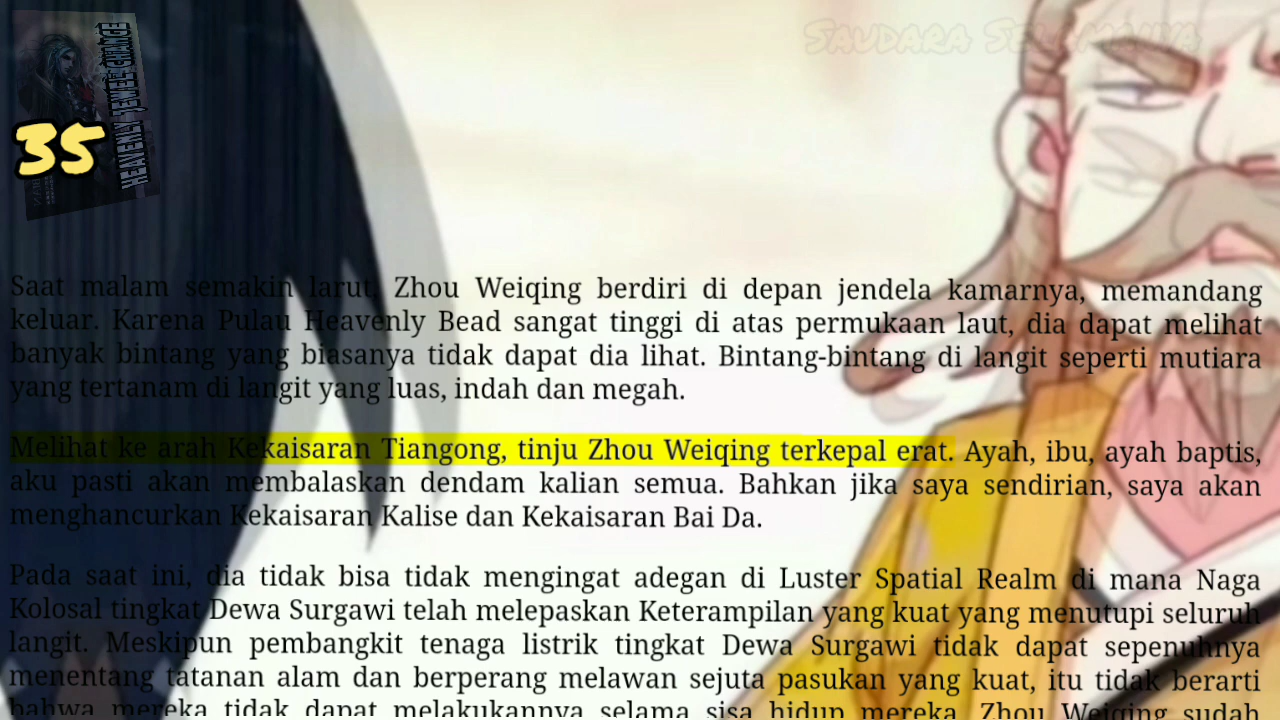 Saudara Selamanya
HEAVENLY JEWEL CHANGE
35
Saat malam semakin larut, Zhou Weiqing berdiri di depan jendela kamarnya, memandang
keluar. Karena Pulau Heavenly Bead sangat tinggi di atas permukaan laut, dia dapat melihat
banyak bintang yang biasanya tidak dapat dia lihat. Bintang-bintang di langit seperti mutiara
yang tertanam di langit yang luas, indah dan megah.
Melihat ke arah Kekaisaran Tiangong, tinju Zhou Weiqing terkepal erat. Ayah, ibu, ayah baptis,
aku pasti akan membalaskan dendam kalian semua. Bahkan jika saya sendirian, saya akan
menghancurkan Kekaisaran Kalise dan Kekaisaran Bai Da.
Pada saat ini, dia tidak bisa tidak mengingat adegan di Luster Spatial Realm di mana Naga
Kolosal tingkat Dewa Surgawi telah melepaskan Keterampilan yang kuat yang menutupi seluruh
langit. Meskipun pembangkit tenaga listrik tingkat Dewa Surgawi tidak dapat sepenuhnya
menentang tatanan alam dan berperang melawan sejuta pasukan yang kuat, itu tidak berarti
bahwa mereka tidak dapat melakukannya selama sisa hidup mereka. Zhou Weiqing sudah